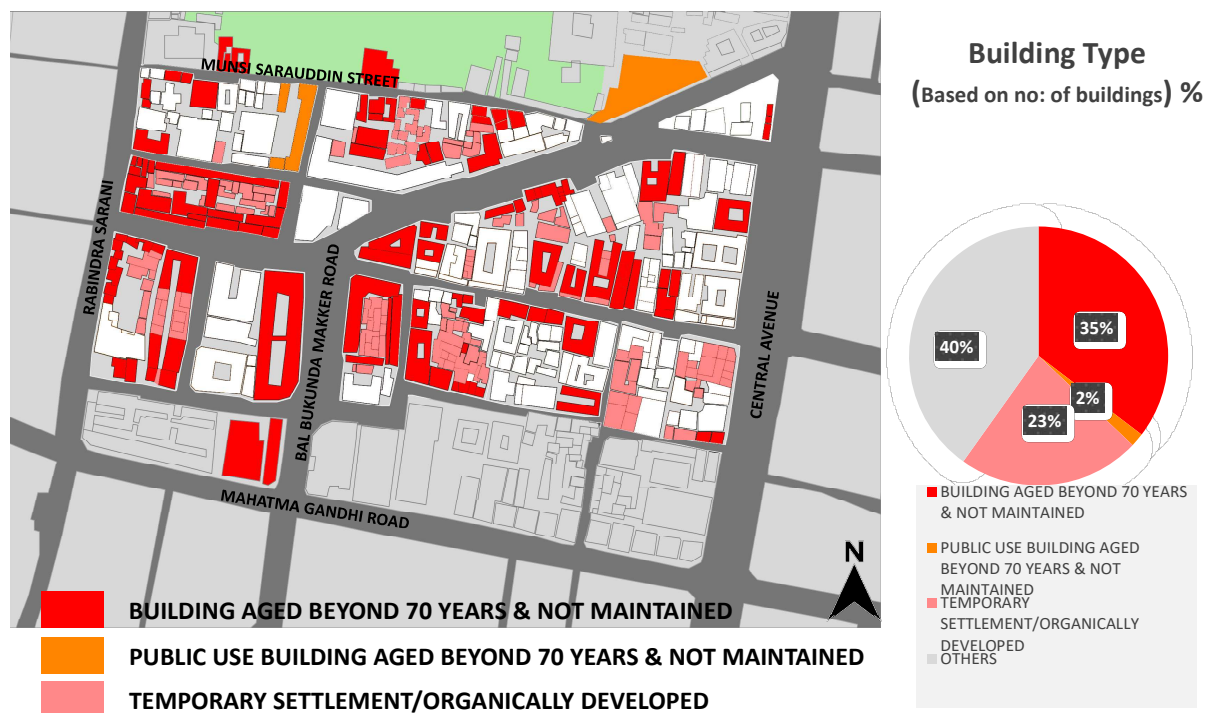 MUNSI SARAUDDIN STREET
RABINDRA SARANI
BAL BUKUNDA MAKKER ROAD
CENTRAL AVENUE
MAHATMA GANDHI ROAD
N
BUILDING AGED BEYOND 70 YEARS & NOT MAINTAINED
PUBLIC USE BUILDING AGED BEYOND 70 YEARS & NOT MAINTAINED
TEMPORARY SETTLEMENT/ORGANICALLY DEVELOPED
Building Type
(Based on no: of buildings) %
35%
40%
2%
23%
BUILDING AGED BEYOND 70 YEARS
& NOT MAINTAINED
PUBLIC USE BUILDING AGED
BEYOND 70 YEARS & NOT
MAINTAINED
TEMPORARY
SETTLEMENT/ORGANICALLY
DEVELOPED
OTHERS